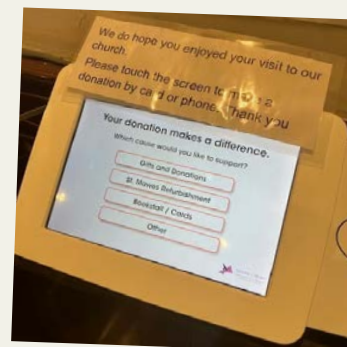 We do hope you enjoyed your visit to our
church.
Please touch the screen to make a
donation by card or phone. Thank you
Your donation makes a difference.
Which cause would you like to support?
Gifts and Donations
St. Mawes Refurbishment
Bookstall / Cards
Other